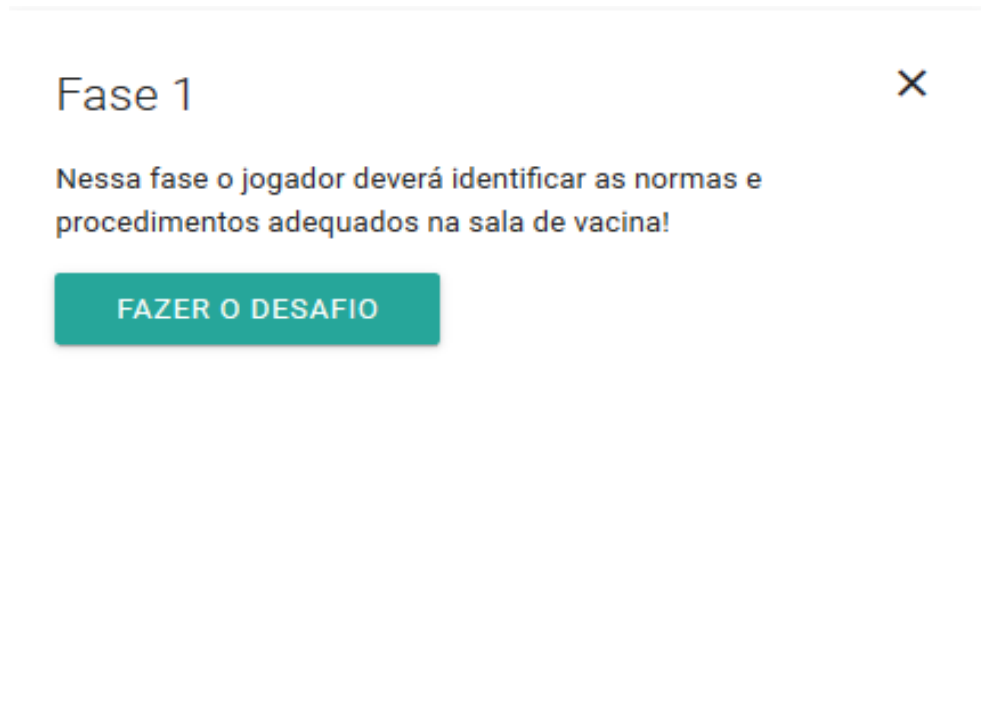 Fase 1
Nessa fase o jogador deverá identificar as normas e
procedimentos adequados na sala de vacina!
FAZER O DESAFIO